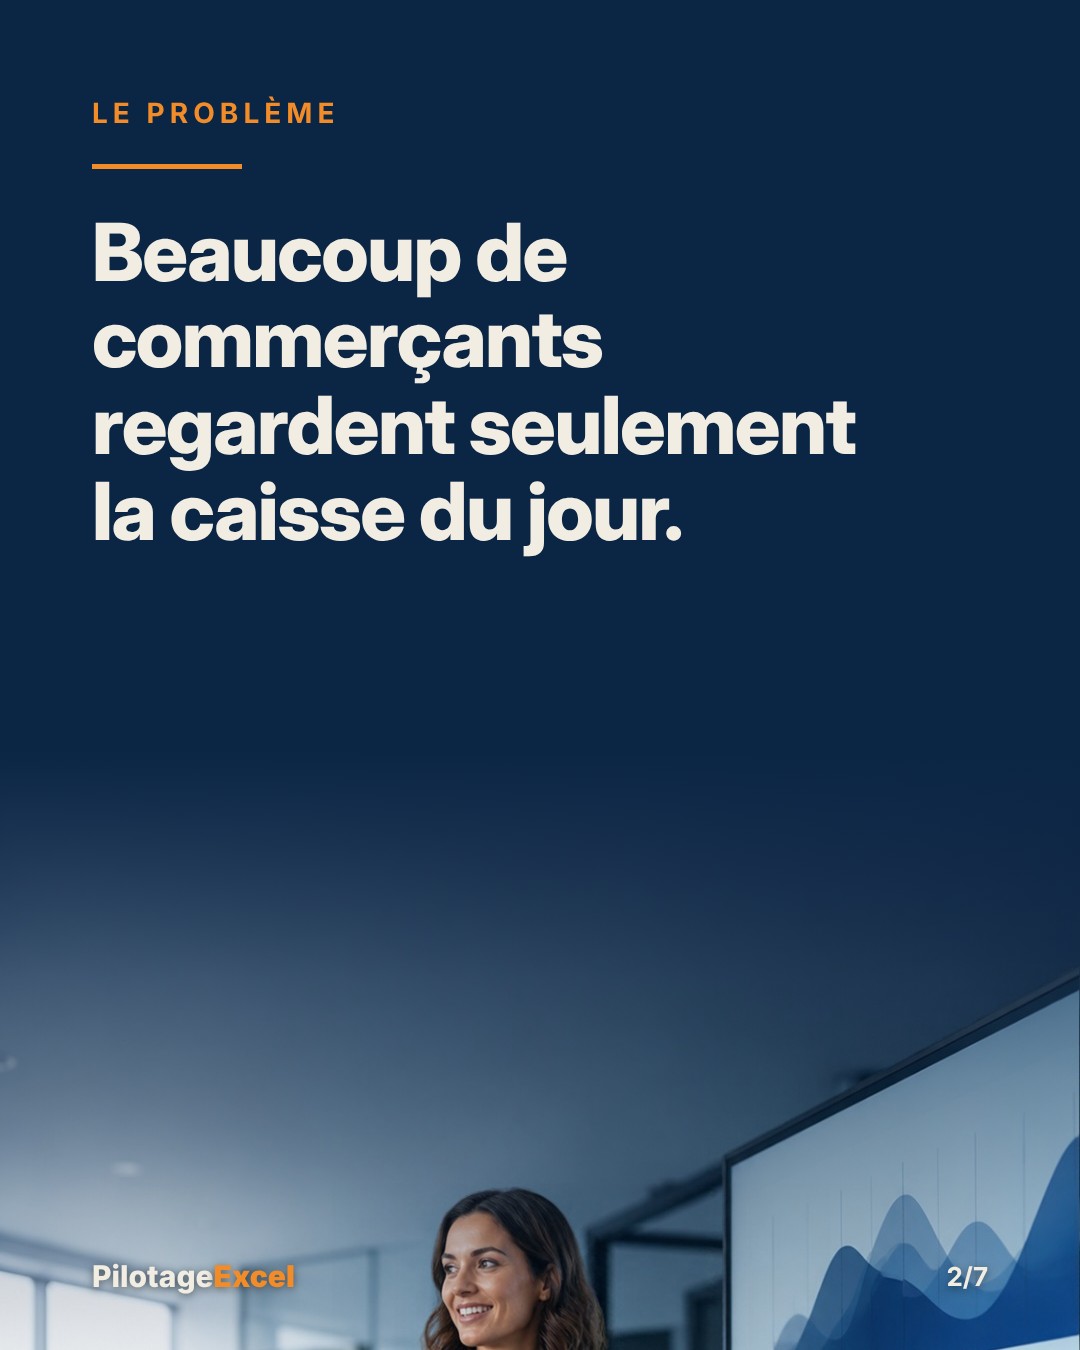 LE PROBLÈME
Beaucoup de
commerçants
regardent seulement
la caisse du jour.
PilotageExcel
2/7